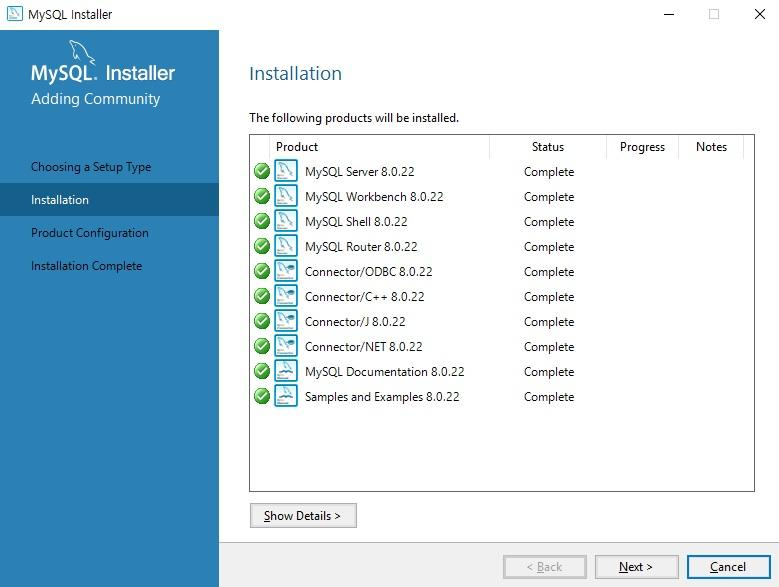 MySQL Installer
MySQL. Installer
Adding Community
Choosing a Setup Type
Installation
Product Configuration
Installation Complete
Installation
The following products will be installed.
Product Status Progress Notes
MySQL Server 8.0.22 Complete
MySQL Workbench 8.0.22 Complete
MySQL Shell 8.0.22 Complete
MySQL Router 8.0.22 Complete
Connector/ODBC 8.0.22 Complete
Connector/C++ 8.0.22 Complete
Connector/J 8.0.22 Complete
Connector/NET 8.0.22 Complete
MySQL Documentation 8.0.22 Complete
Samples and Examples 8.0.22 Complete
Show Details >
< Back Next > Cancel